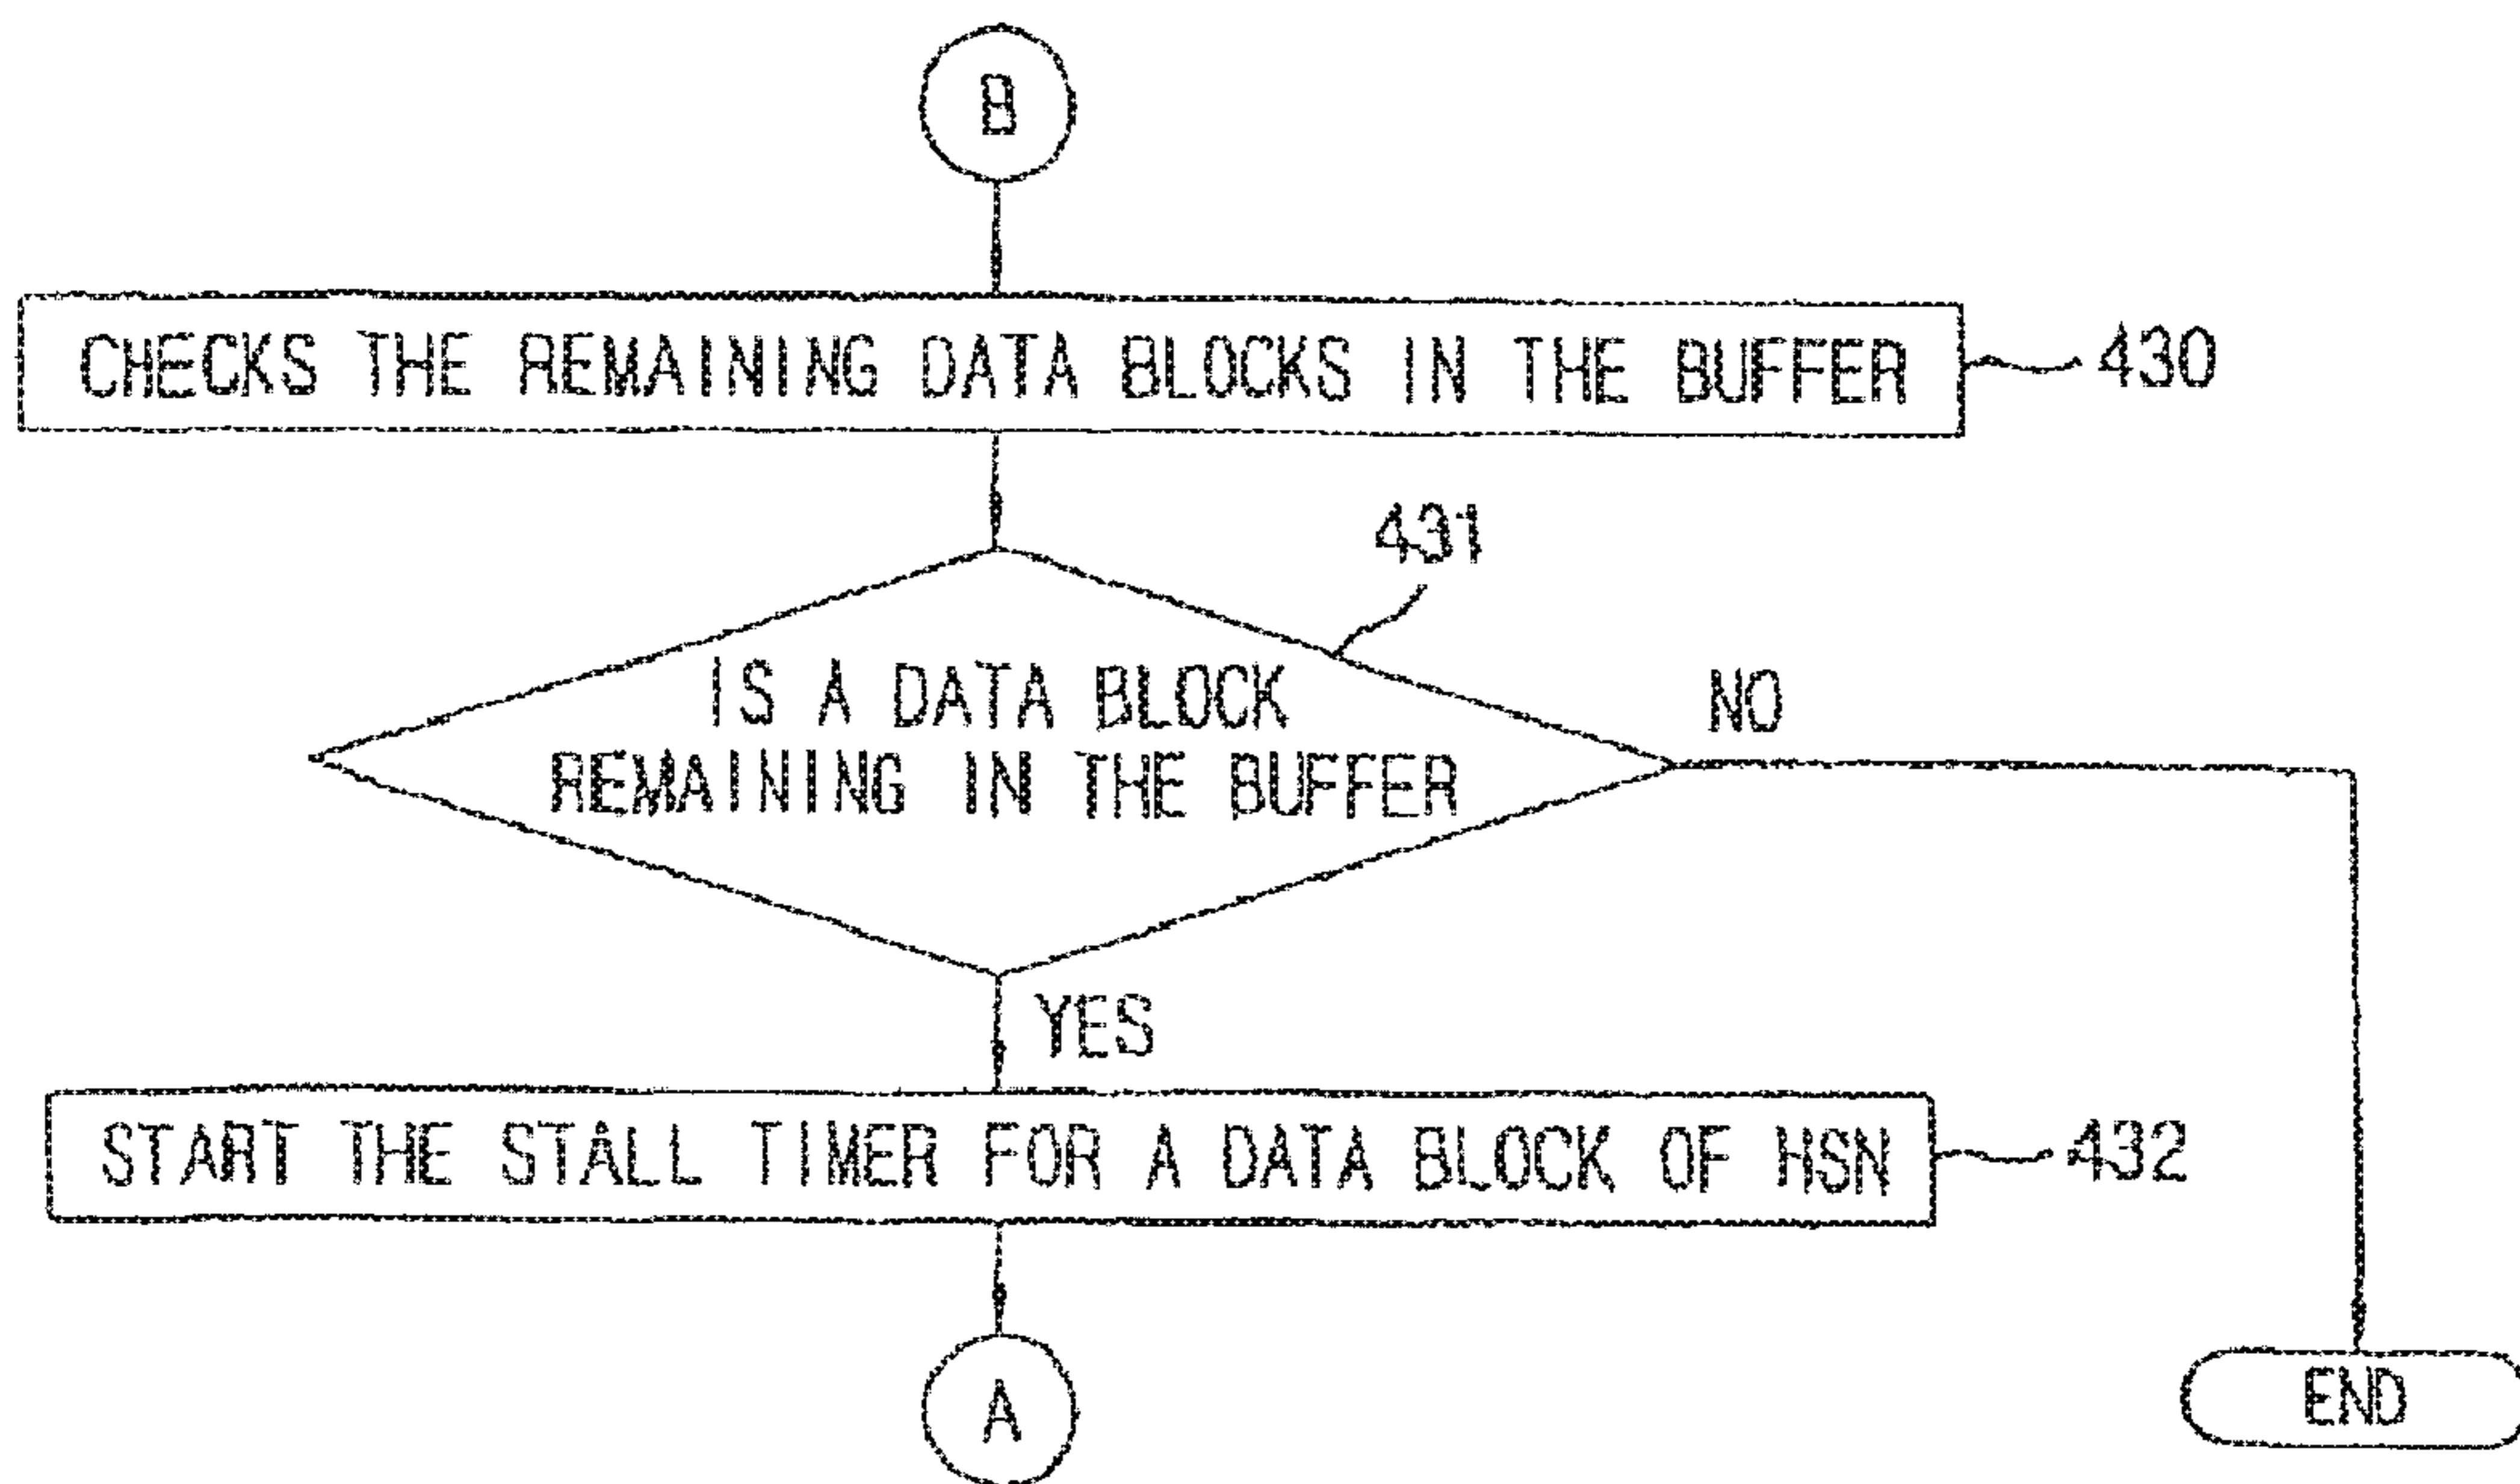 B
CHECKS THE REMAINING DATA BLOCKS IN THE BUFFER
430
431
IS A DATA BLOCK
REMAINING IN THE BUFFER
NO
YES
START THE STALL TIMER FOR A DATA BLOCK OF HSN
432
A
END